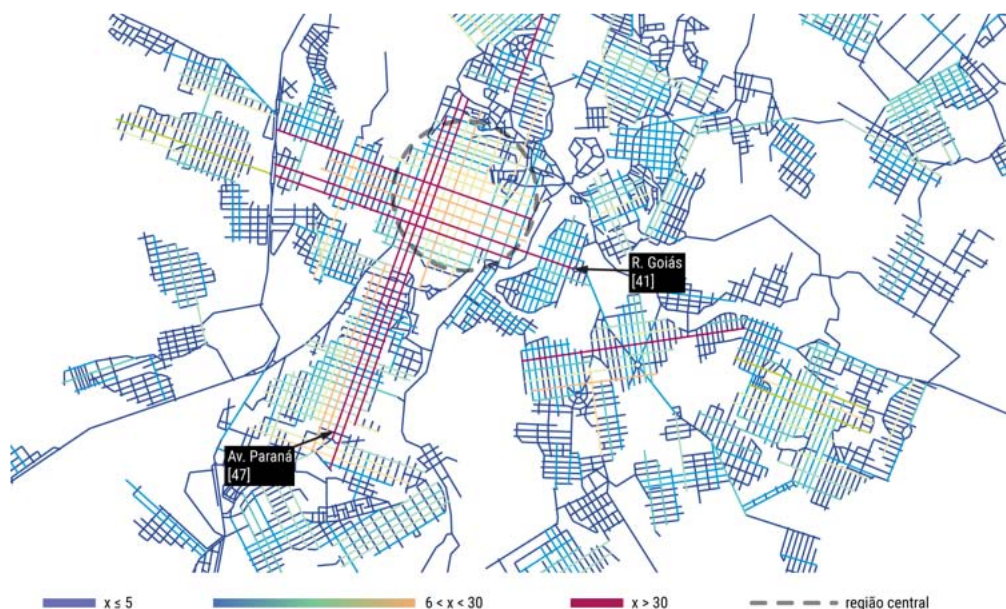 R. Goiás
[41]
Av. Paraná
[47]
x ≤ 5
6 < x < 30
x > 30
região central